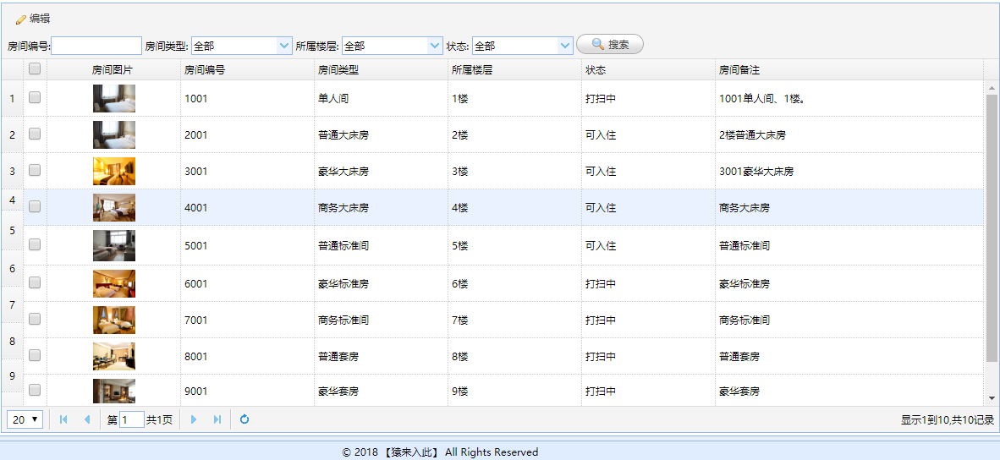 编辑
房间编号: 房间类型: 全部 所属楼层: 全部 状态: 全部 搜索
房间图片 房间编号 房间类型 所属楼层 状态 房间备注
1 1001 单人间 1楼 打扫中 1001单人间、1楼。
2 2001 普通大床房 2楼 可入住 2楼普通大床房
3 3001 豪华大床房 3楼 可入住 3001豪华大床房
4 4001 商务大床房 4楼 可入住 商务大床房
5 5001 普通标准间 5楼 可入住 普通标准间
6 6001 豪华标准房 6楼 打扫中 豪华标准房
7 7001 商务标准间 7楼 打扫中 商务标准间
8 8001 普通套房 8楼 打扫中 普通套房
9 9001 豪华套房 9楼 打扫中 豪华套房
20 第 1 共1页 显示1到10,共10记录
© 2018 【猿来入此】 All Rights Reserved